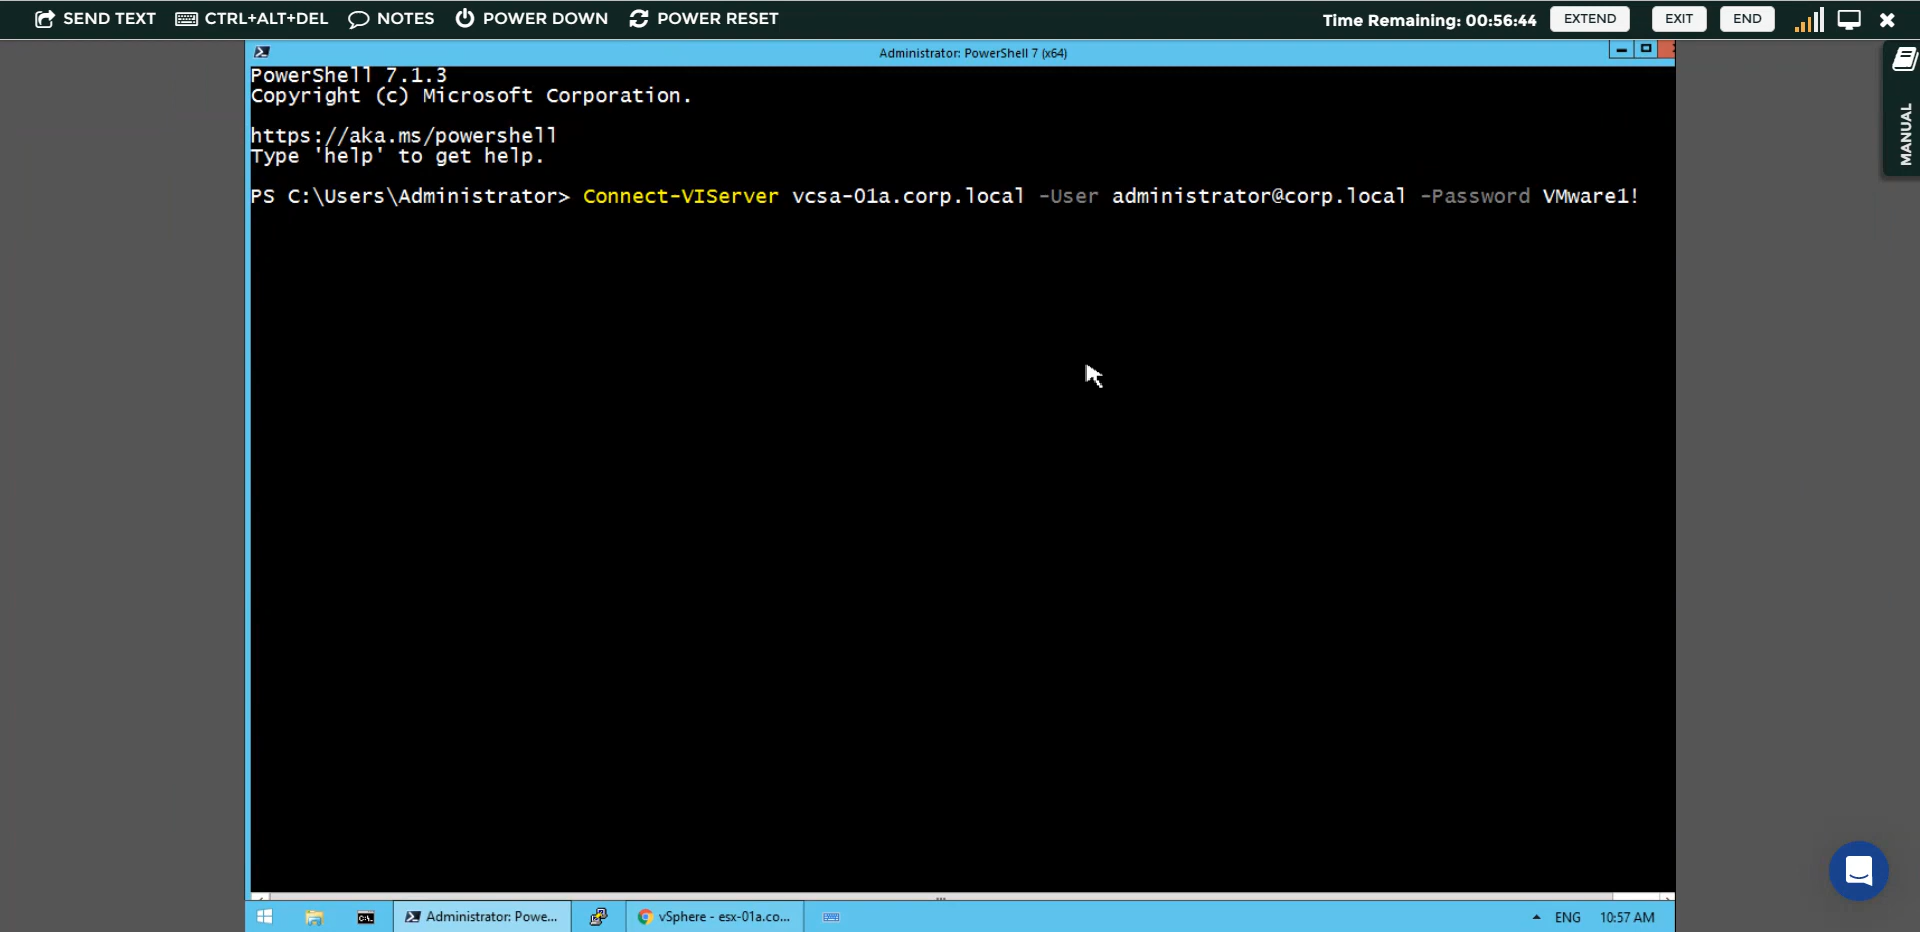 SEND TEXT CTRL+ALT+DEL NOTES POWER DOWN POWER RESET Time Remaining: 00:56:44 EXTEND EXIT END
Administrator: PowerShell 7 (x64)
PowerShell 7.1.3
Copyright (c) Microsoft Corporation.
https://aka.ms/powershell
Type 'help' to get help.
PS C:\Users\Administrator> Connect-VIServer vcsa-01a.corp.local -User administrator@corp.local -Password VMware1!
MANUAL
Administrator: Powe... vSphere - esx-01a.co... ENG 10:57 AM